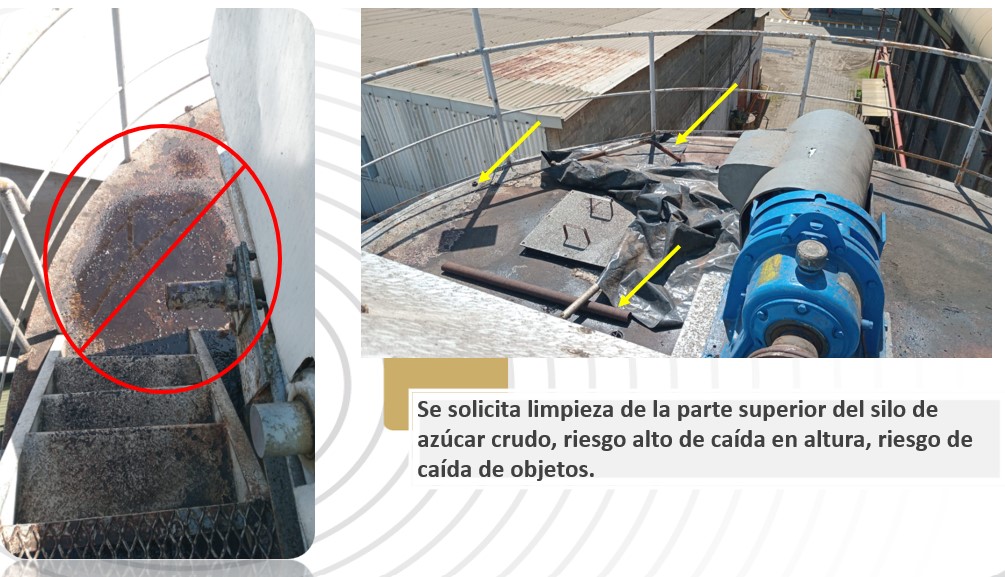 Se solicita limpieza de la parte superior del silo de
azúcar crudo, riesgo alto de caída en altura, riesgo de
caída de objetos.